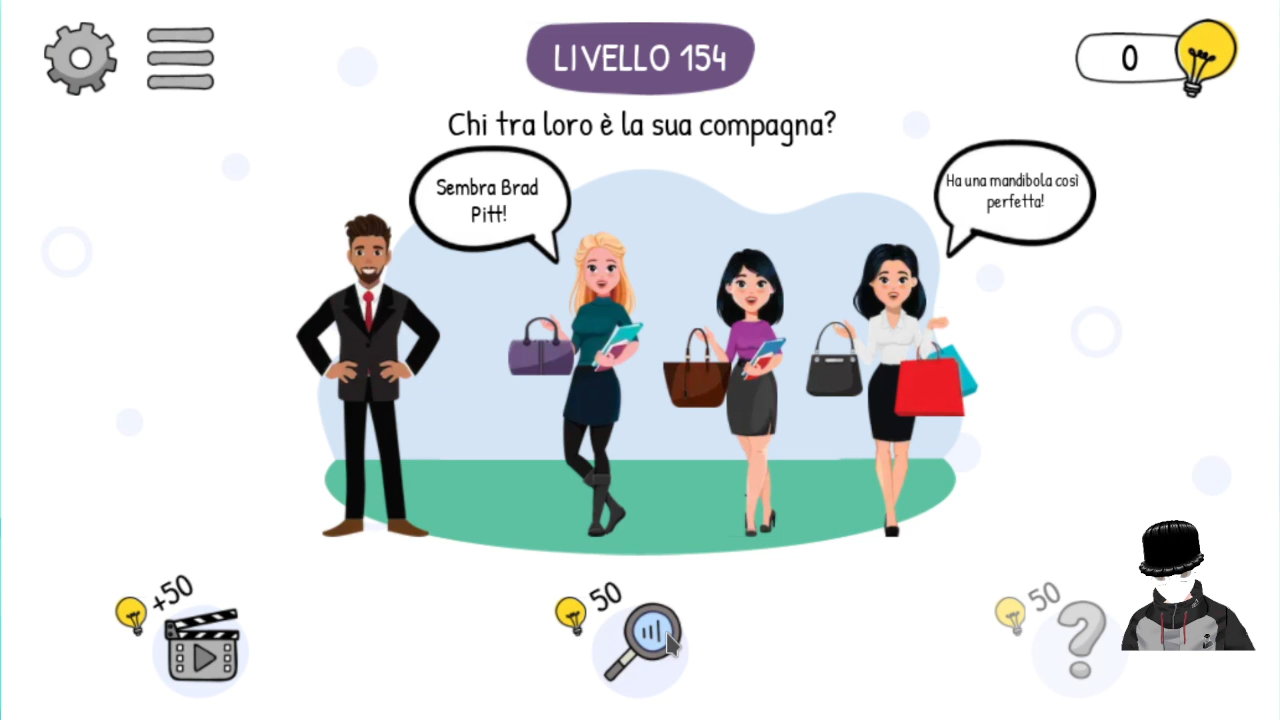 LIVELLO 154
0
Chi tra loro è la sua compagna?
Sembra Brad
Pitt!
Ha una mandibola così
perfetta!
+50
50
50
?